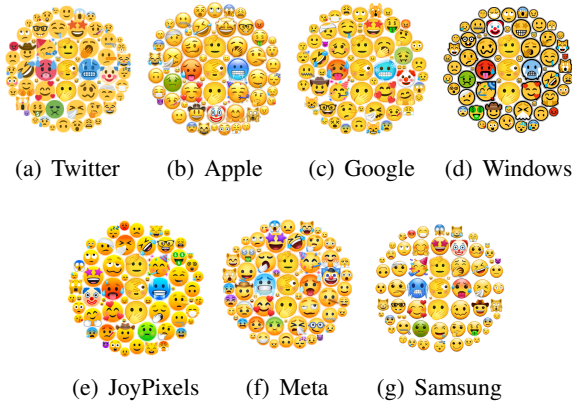 (a) Twitter (b) Apple (c) Google (d) Windows
(e) JoyPixels (f) Meta (g) Samsung